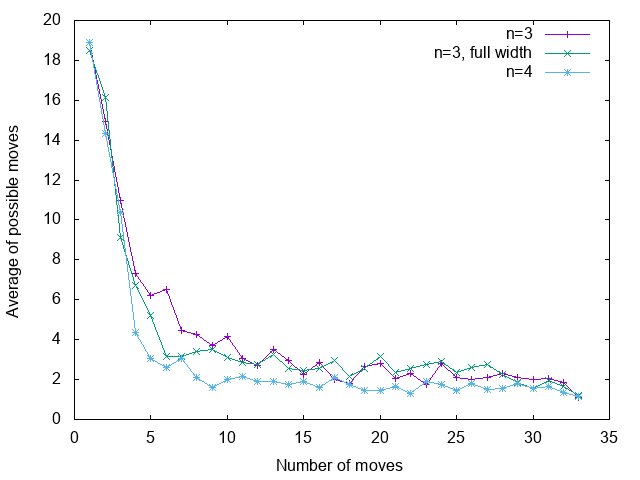 20
18
16
14
12
10
8
6
4
2
0
Average of possible moves
n=3
n=3, full width
n=4
0 5 10 15 20 25 30 35
Number of moves